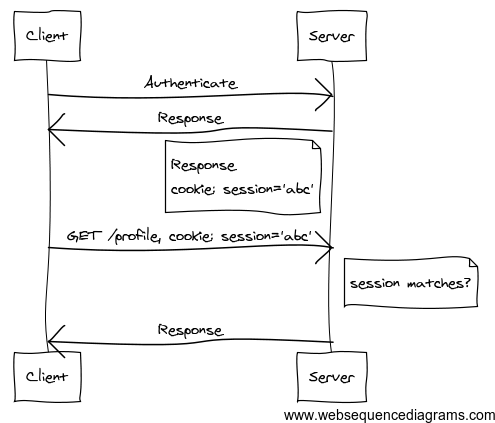 Client
Server
Authenticate
Response
Response
cookie; session='abc'
GET /profile, cookie; session='abc'
session matches?
Response
Client
Server
www.websequencediagrams.com